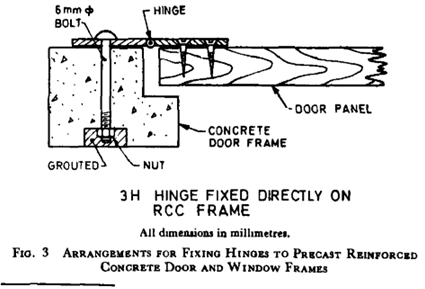 6 mm ϕ
BOLT
HINGE
DOOR PANEL
CONCRETE
DOOR FRAME
GROUTED
NUT
3H HINGE FIXED DIRECTLY ON
RCC FRAME
All dimensions in millimetres.
FIG. 3 ARRANGEMENTS FOR FIXING HINGES TO PRECAST REINFORCED
CONCRETE DOOR AND WINDOW FRAMES